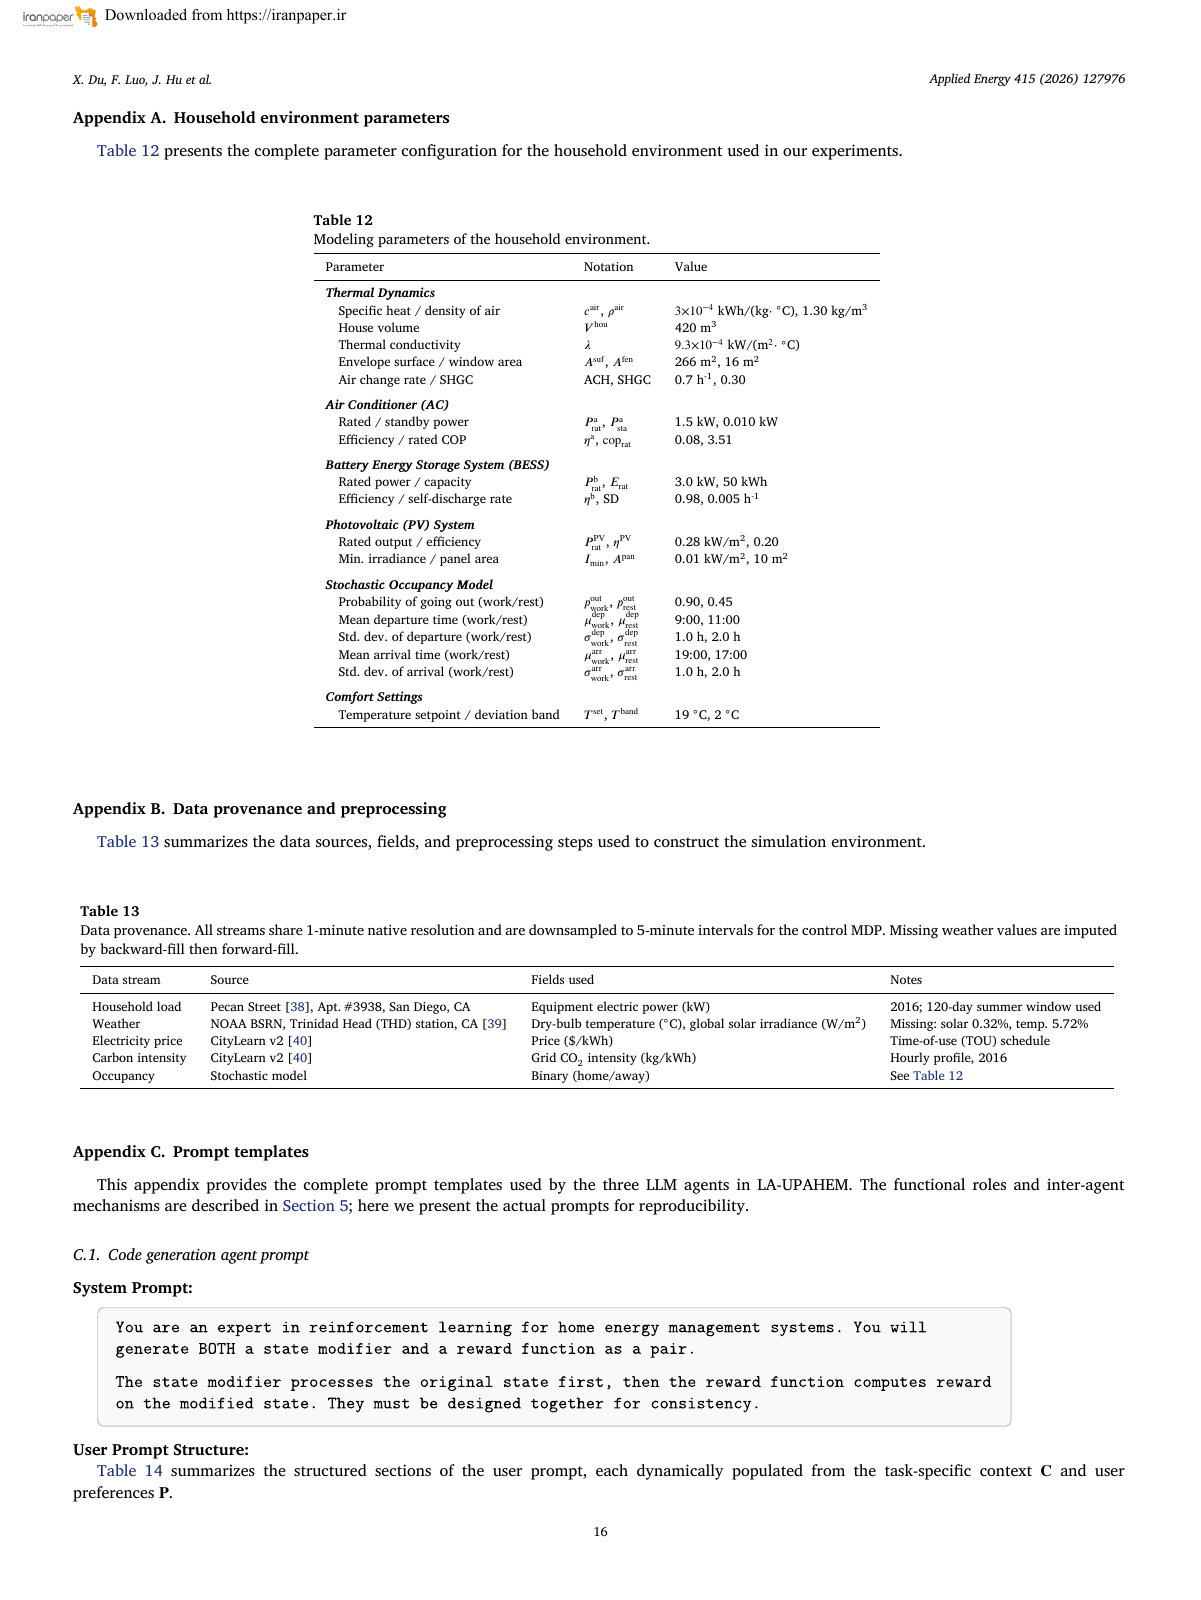 iranpaper Downloaded from https://iranpaper.ir
X. Du, F. Luo, J. Hu et al.
Applied Energy 415 (2026) 127976
Appendix A. Household environment parameters
Table 12 presents the complete parameter configuration for the household environment used in our experiments.
Table 12
Modeling parameters of the household environment.
Parameter Notation Value
Thermal Dynamics
Specific heat / density of air c^air, ρ^air 3×10⁻⁴ kWh/(kg· °C), 1.30 kg/m³
House volume V^hou 420 m³
Thermal conductivity λ 9.3×10⁻⁴ kW/(m²· °C)
Envelope surface / window area A^suf, A^fen 266 m², 16 m²
Air change rate / SHGC ACH, SHGC 0.7 h⁻¹, 0.30
Air Conditioner (AC)
Rated / standby power P^a_rat, P^a_sta 1.5 kW, 0.010 kW
Efficiency / rated COP η^a, cop_rat 0.08, 3.51
Battery Energy Storage System (BESS)
Rated power / capacity P^b_rat, E_rat 3.0 kW, 50 kWh
Efficiency / self-discharge rate η^b, SD 0.98, 0.005 h⁻¹
Photovoltaic (PV) System
Rated output / efficiency P^PV_rat, η^PV 0.28 kW/m², 0.20
Min. irradiance / panel area I_min, A^pan 0.01 kW/m², 10 m²
Stochastic Occupancy Model
Probability of going out (work/rest) p^out_work, p^out_rest 0.90, 0.45
Mean departure time (work/rest) μ^dep_work, μ^dep_rest 9:00, 11:00
Std. dev. of departure (work/rest) σ^dep_work, σ^dep_rest 1.0 h, 2.0 h
Mean arrival time (work/rest) μ^arr_work, μ^arr_rest 19:00, 17:00
Std. dev. of arrival (work/rest) σ^arr_work, σ^arr_rest 1.0 h, 2.0 h
Comfort Settings
Temperature setpoint / deviation band T^set, T^band 19 °C, 2 °C
Appendix B. Data provenance and preprocessing
Table 13 summarizes the data sources, fields, and preprocessing steps used to construct the simulation environment.
Table 13
Data provenance. All streams share 1-minute native resolution and are downsampled to 5-minute intervals for the control MDP. Missing weather values are imputed
by backward-fill then forward-fill.
Data stream Source Fields used Notes
Household load Pecan Street [38], Apt. #3938, San Diego, CA Equipment electric power (kW) 2016; 120-day summer window used
Weather NOAA BSRN, Trinidad Head (THD) station, CA [39] Dry-bulb temperature (°C), global solar irradiance (W/m²) Missing: solar 0.32%, temp. 5.72%
Electricity price CityLearn v2 [40] Price ($/kWh) Time-of-use (TOU) schedule
Carbon intensity CityLearn v2 [40] Grid CO₂ intensity (kg/kWh) Hourly profile, 2016
Occupancy Stochastic model Binary (home/away) See Table 12
Appendix C. Prompt templates
This appendix provides the complete prompt templates used by the three LLM agents in LA-UPAHEM. The functional roles and inter-agent
mechanisms are described in Section 5; here we present the actual prompts for reproducibility.
C.1. Code generation agent prompt
System Prompt:
You are an expert in reinforcement learning for home energy management systems. You will
generate BOTH a state modifier and a reward function as a pair.
The state modifier processes the original state first, then the reward function computes reward
on the modified state. They must be designed together for consistency.
User Prompt Structure:
Table 14 summarizes the structured sections of the user prompt, each dynamically populated from the task-specific context C and user
preferences P.
16